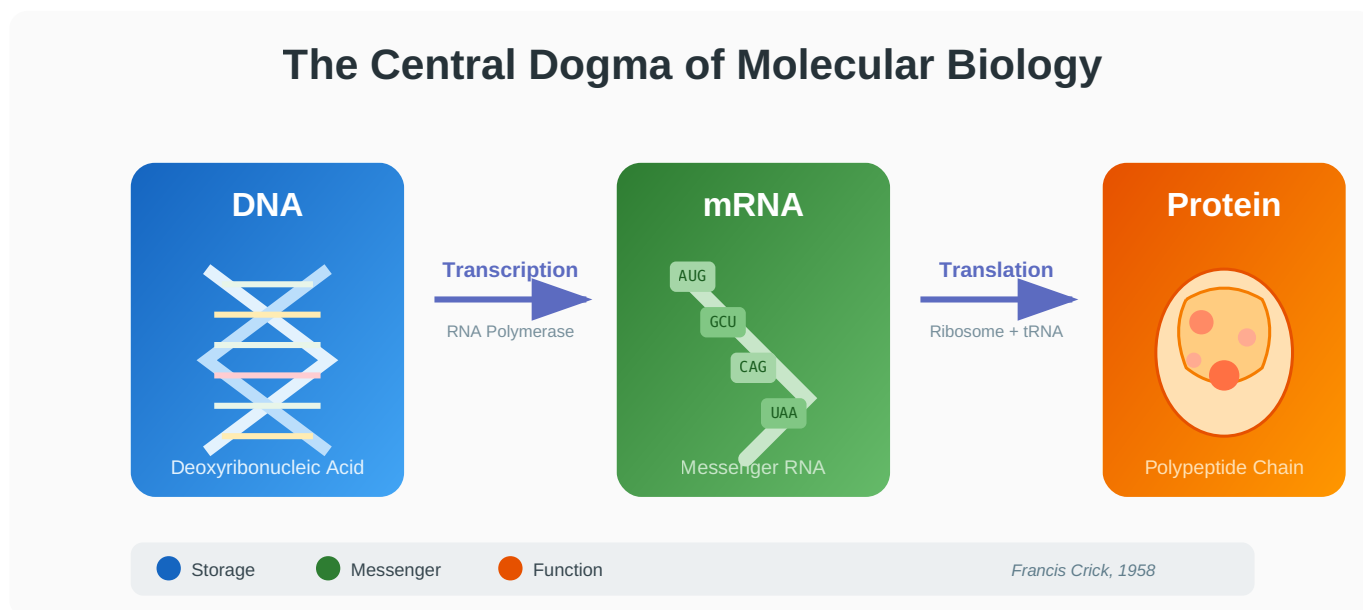 The Central Dogma of Molecular Biology
DNA
Deoxyribonucleic Acid
Transcription
RNA Polymerase
mRNA
AUG
GCU
CAG
UAA
Messenger RNA
Translation
Ribosome + tRNA
Protein
Polypeptide Chain
Storage
Messenger
Function
Francis Crick, 1958